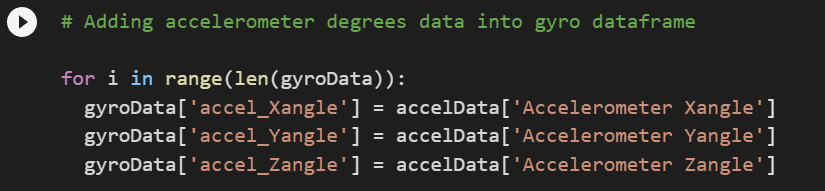 # Adding accelerometer degrees data into gyro dataframe
for i in range(len(gyroData)):
gyroData['accel_Xangle'] = accelData['Accelerometer Xangle']
gyroData['accel_Yangle'] = accelData['Accelerometer Yangle']
gyroData['accel_Zangle'] = accelData['Accelerometer Zangle']